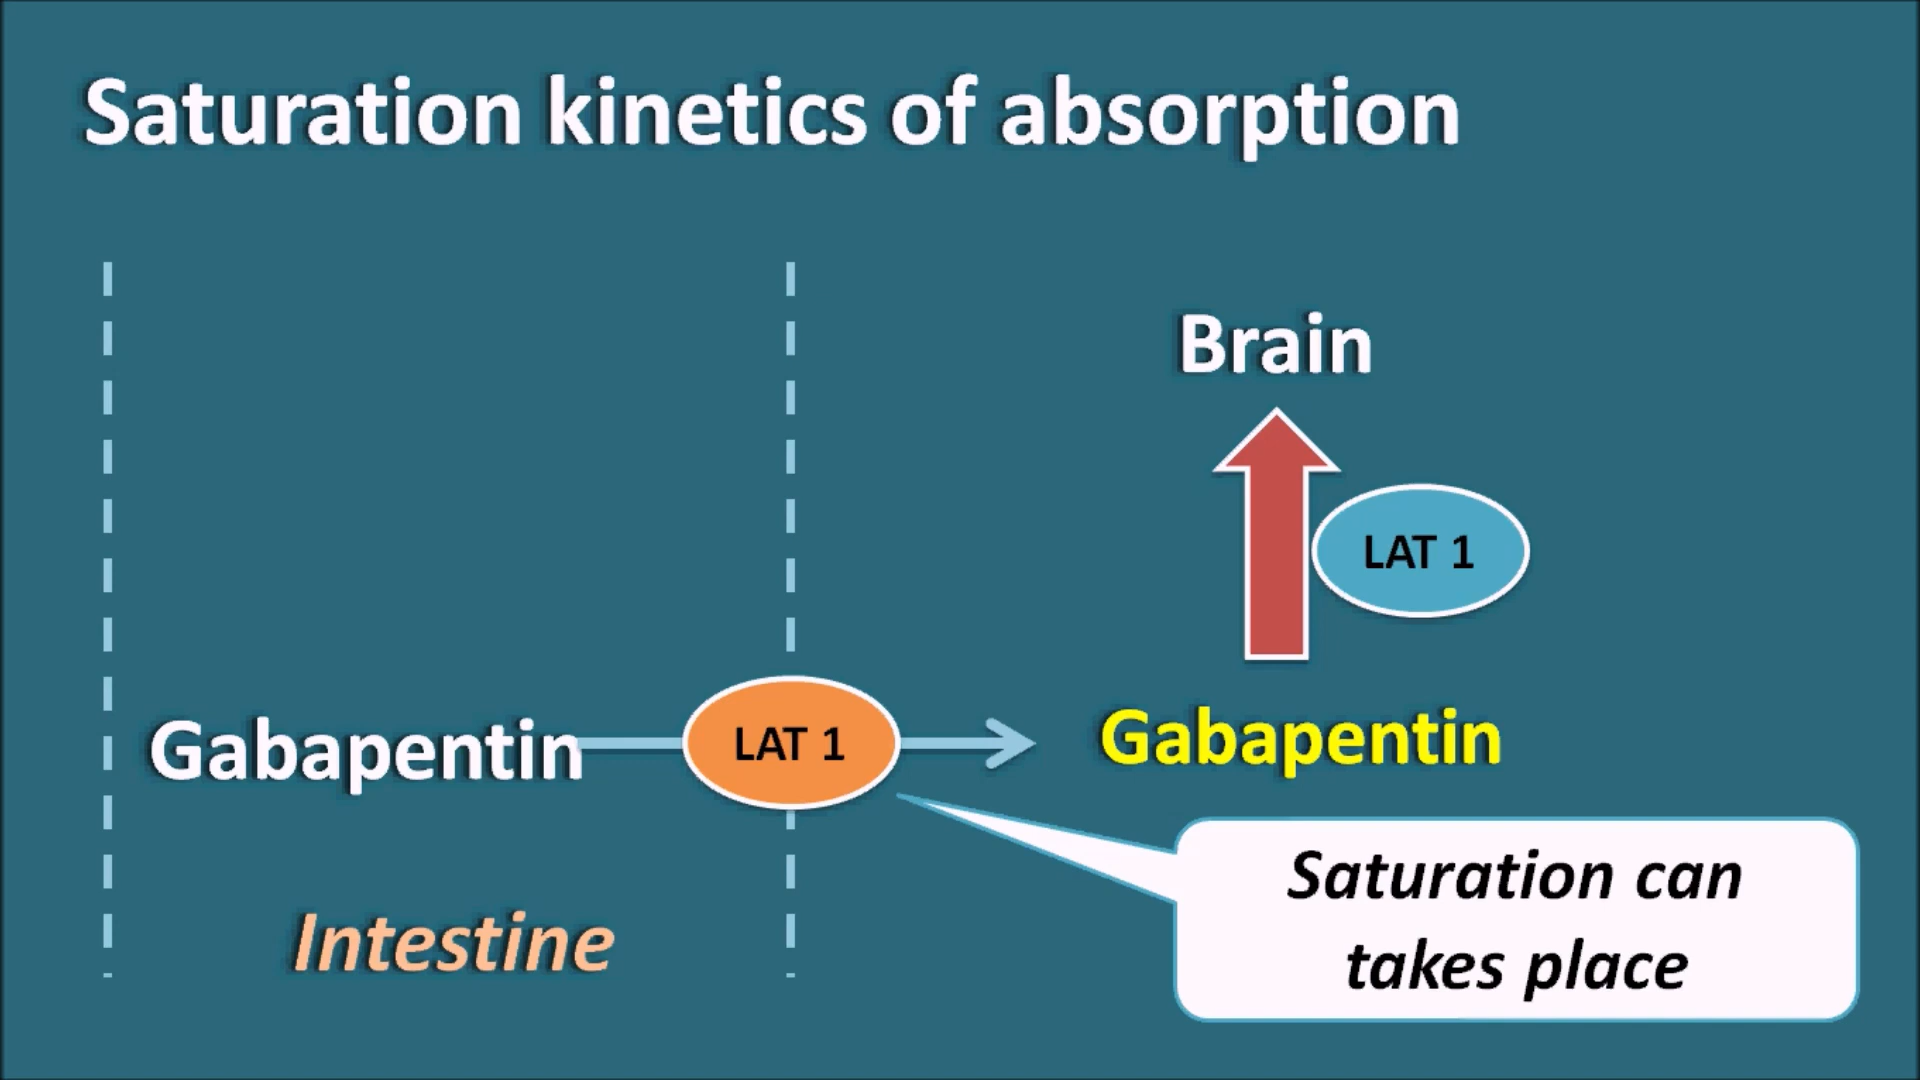 Saturation kinetics of absorption
Brain
LAT 1
Gabapentin
LAT 1
Gabapentin
Saturation can
takes place
Intestine